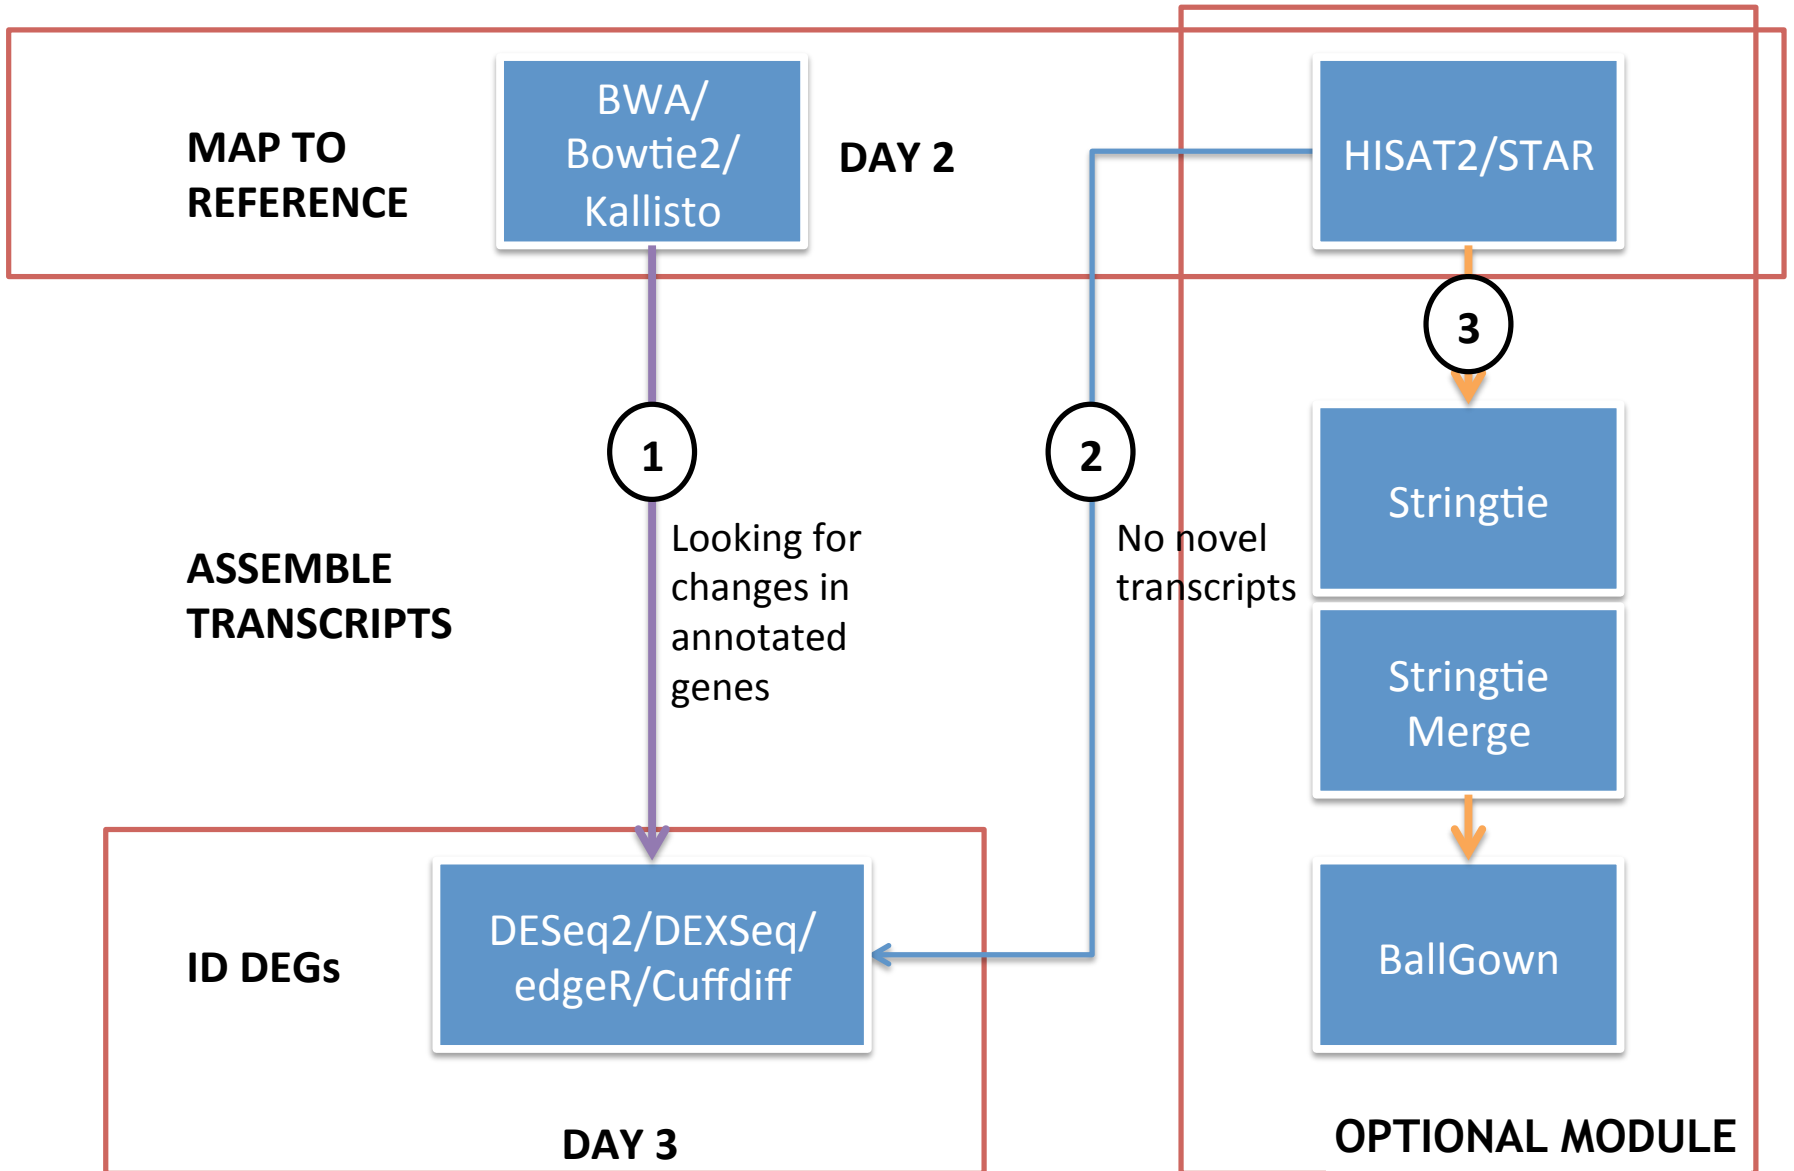 MAP TO
REFERENCE
BWA/
Bowtie2/
Kallisto
DAY 2
HISAT2/STAR
1
2
3
Looking for
changes in
annotated
genes
No novel
transcripts
ASSEMBLE
TRANSCRIPTS
Stringtie
Stringtie
Merge
ID DEGs
DESeq2/DEXSeq/
edgeR/Cuffdiff
BallGown
DAY 3
OPTIONAL MODULE